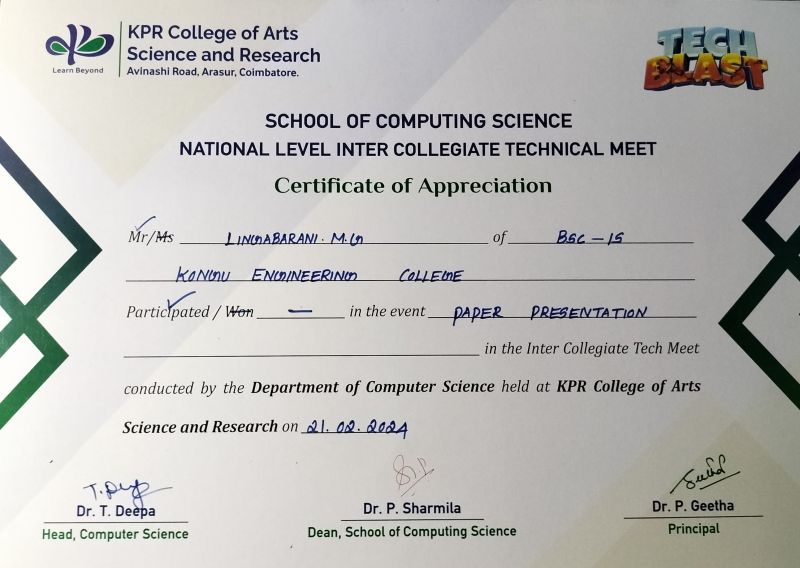 KPR College of Arts
Science and Research
Avinashi Road, Arasur, Coimbatore.
Learn Beyond
TECH
BLAST
SCHOOL OF COMPUTING SCIENCE
NATIONAL LEVEL INTER COLLEGIATE TECHNICAL MEET
Certificate of Appreciation
Mr/Ms LINGABARANI. M.G of BSC - IS
KONGU ENGINEERING COLLEGE
Participated / Won — in the event PAPER PRESENTATION
in the Inter Collegiate Tech Meet
conducted by the Department of Computer Science held at KPR College of Arts
Science and Research on 21.02.2024
T. Deepa
Dr. T. Deepa
Head, Computer Science
S.P
Dr. P. Sharmila
Dean, School of Computing Science
Dr. P. Geetha
Principal